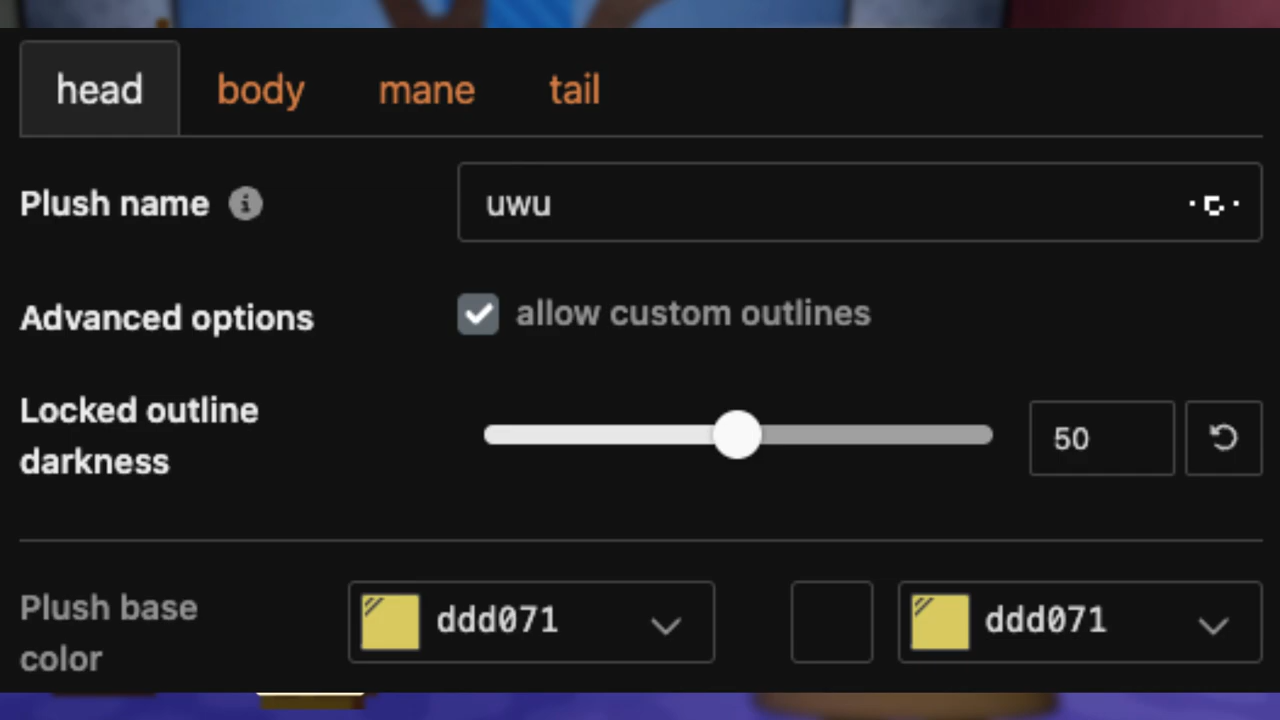 head body mane tail
Plush name uwu
Advanced options allow custom outlines
Locked outline
darkness
50
Plush base
color
ddd071 ddd071